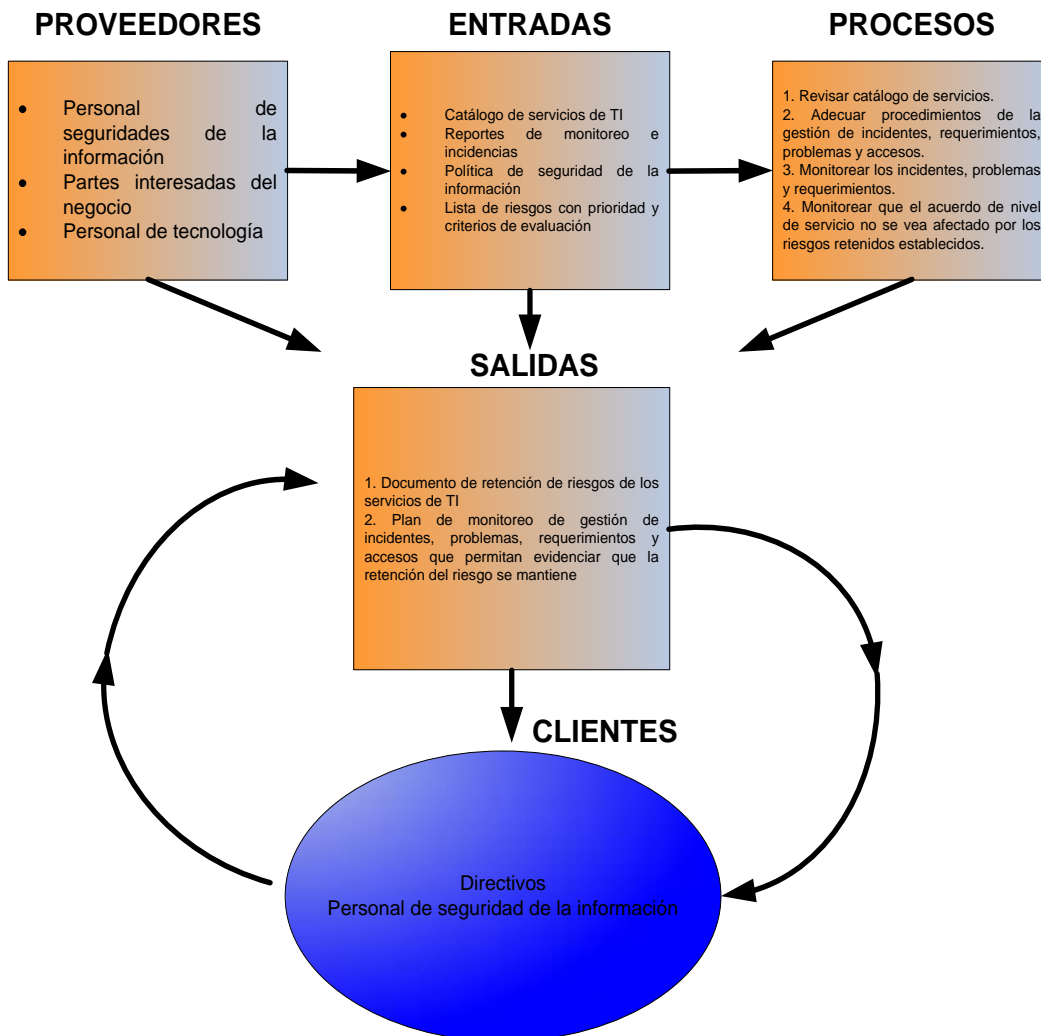 PROVEEDORES
• Personal de
seguridades de la
información
• Partes interesadas del
negocio
• Personal de tecnología
ENTRADAS
• Catálogo de servicios de TI
• Reportes de monitoreo e
incidencias
• Política de seguridad de la
información
• Lista de riesgos con prioridad y
criterios de evaluación
PROCESOS
1. Revisar catálogo de servicios.
2. Adecuar procedimientos de la
gestión de incidentes, requerimientos,
problemas y accesos.
3. Monitorear los incidentes, problemas
y requerimientos.
4. Monitorear que el acuerdo de nivel
de servicio no se vea afectado por los
riesgos retenidos establecidos.
SALIDAS
1. Documento de retención de riesgos de los
servicios de TI
2. Plan de monitoreo de gestión de
incidentes, problemas, requerimientos y
accesos que permitan evidenciar que la
retención del riesgo se mantiene
CLIENTES
Directivos
Personal de seguridad de la información